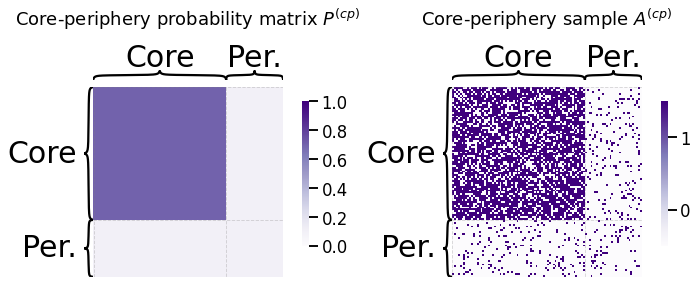 Core-periphery probability matrix P^(cp)
Core Per.
Core
Per.
1.0
0.8
0.6
0.4
0.2
0.0
Core-periphery sample A^(cp)
Core Per.
Core
Per.
1
0